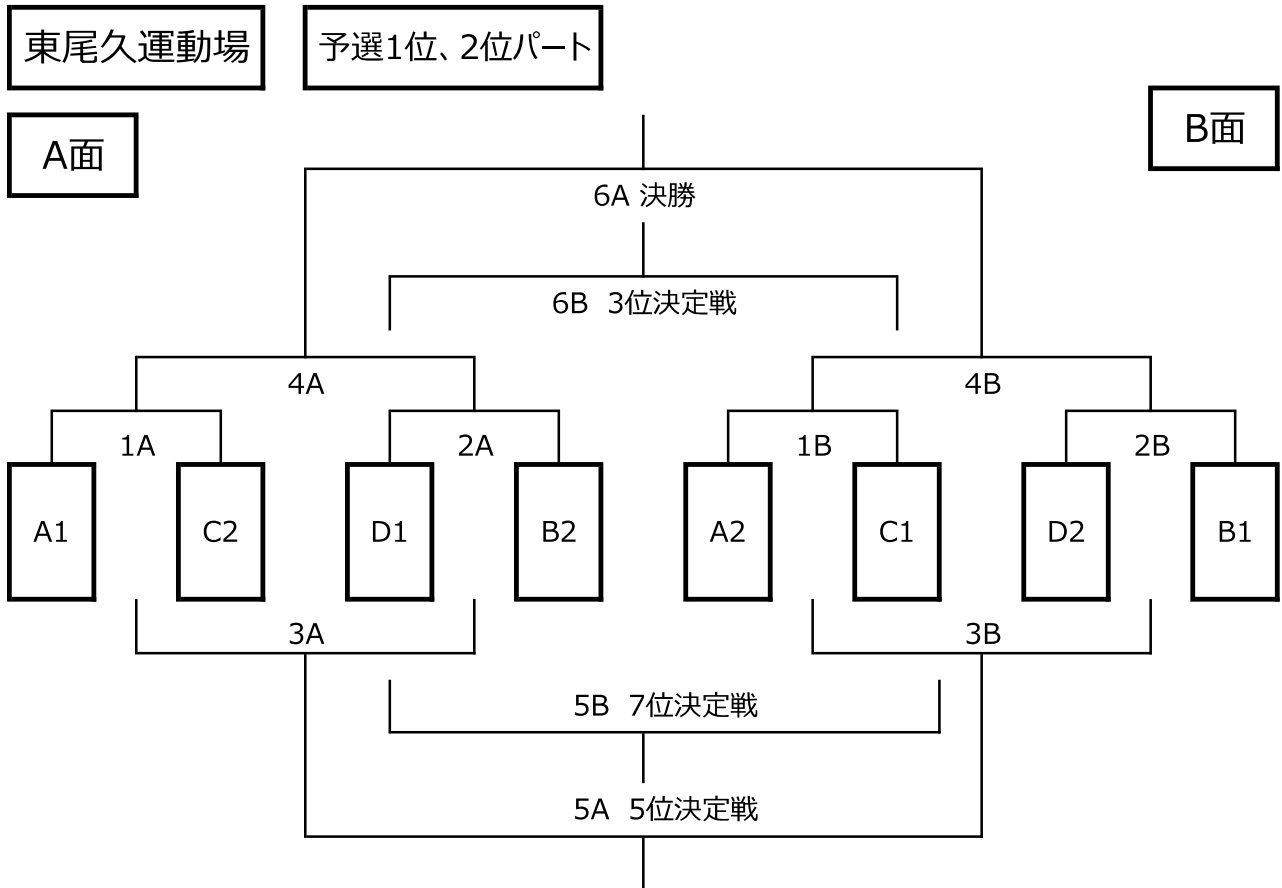 東尾久運動場
予選1位、2位パート
A面
B面
6A 決勝
6B 3位決定戦
4A
4B
1A
2A
1B
2B
A1
C2
D1
B2
A2
C1
D2
B1
3A
3B
5B 7位決定戦
5A 5位決定戦